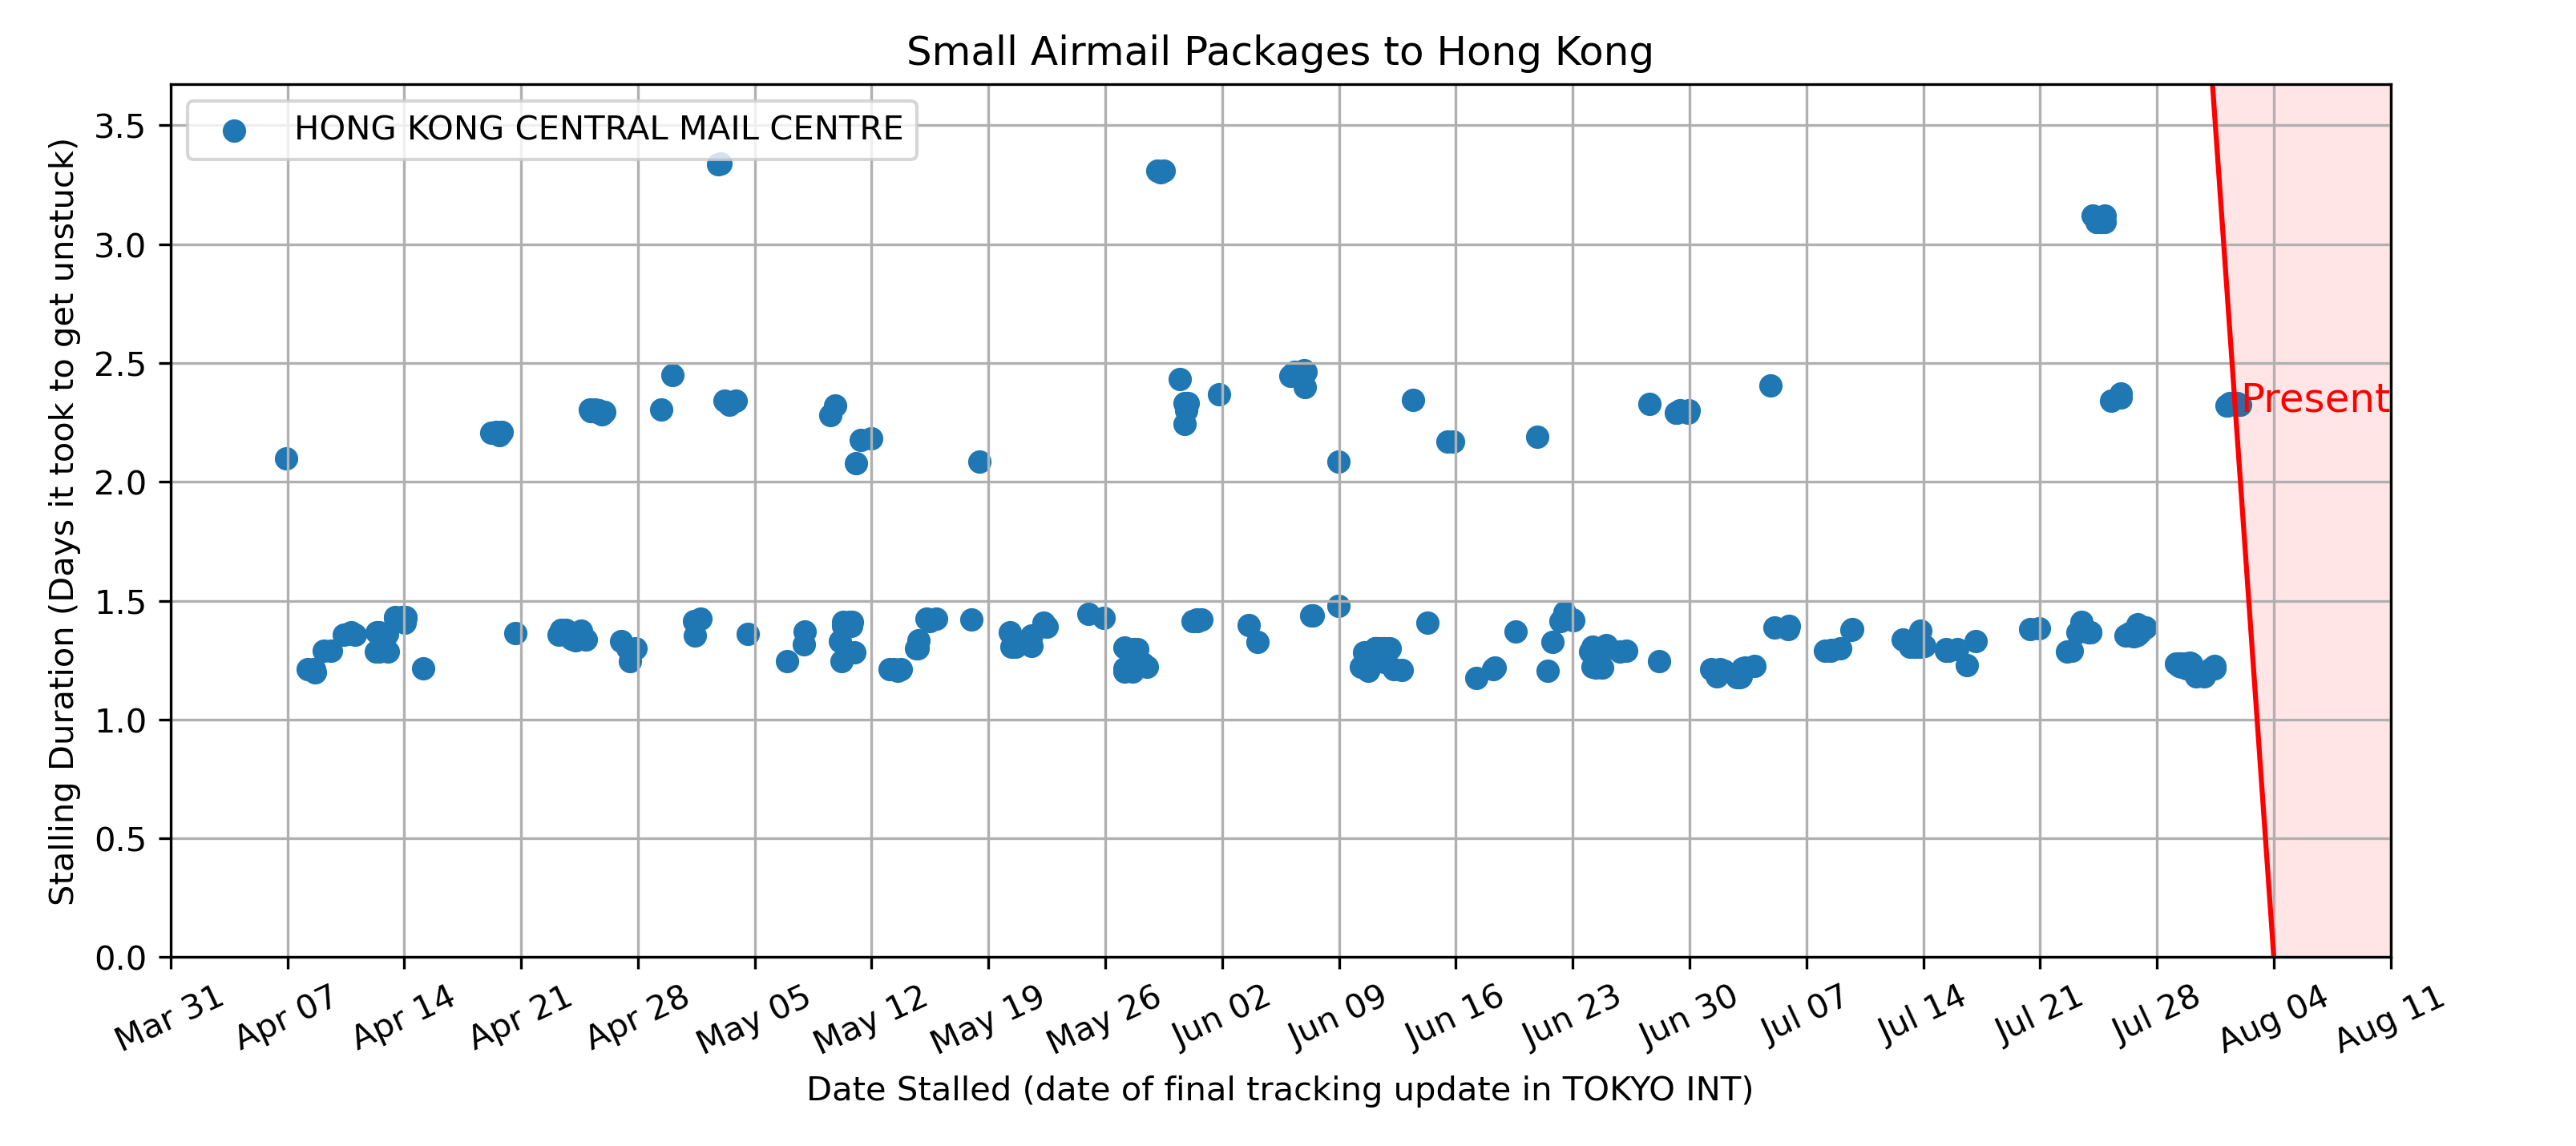 Small Airmail Packages to Hong Kong
HONG KONG CENTRAL MAIL CENTRE
Stalling Duration (Days it took to get unstuck)
3.5
3.0
2.5
2.0
1.5
1.0
0.5
0.0
Present
Mar 31
Apr 07
Apr 14
Apr 21
Apr 28
May 05
May 12
May 19
May 26
Jun 02
Jun 09
Jun 16
Jun 23
Jun 30
Jul 07
Jul 14
Jul 21
Jul 28
Aug 04
Aug 11
Date Stalled (date of final tracking update in TOKYO INT)